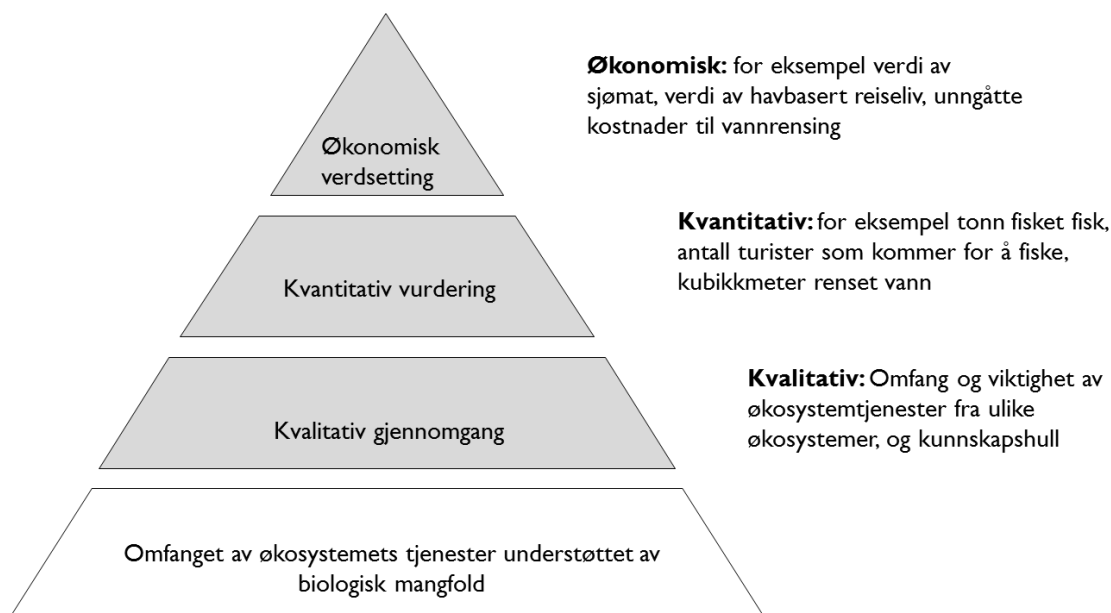 Økonomisk: for eksempel verdi av
sjømat, verdi av havbasert reiseliv, unngåtte
kostnader til vannrensing
Økonomisk
verdsetting
Kvantitativ: for eksempel tonn fisket fisk,
antall turister som kommer for å fiske,
kubikkmeter renset vann
Kvantitativ vurdering
Kvalitativ: Omfang og viktighet av
økosystemtjenester fra ulike
økosystemer, og kunnskapshull
Kvalitativ gjennomgang
Omfanget av økosystemets tjenester understøttet av
biologisk mangfold